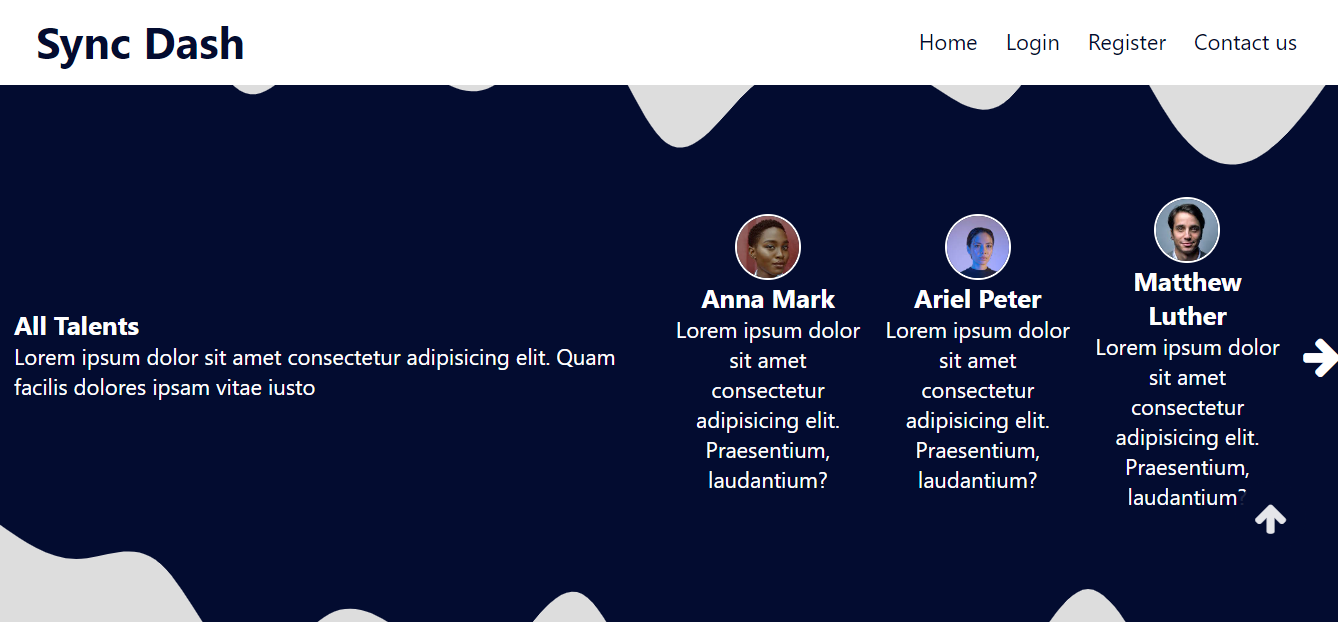 Sync Dash
Home Login Register Contact us
All Talents
Lorem ipsum dolor sit amet consectetur adipisicing elit. Quam
facilis dolores ipsam vitae iusto
Anna Mark
Lorem ipsum dolor
sit amet
consectetur
adipisicing elit.
Praesentium,
laudantium?
Ariel Peter
Lorem ipsum dolor
sit amet
consectetur
adipisicing elit.
Praesentium,
laudantium?
Matthew
Luther
Lorem ipsum dolor
sit amet
consectetur
adipisicing elit.
Praesentium,
laudantium?